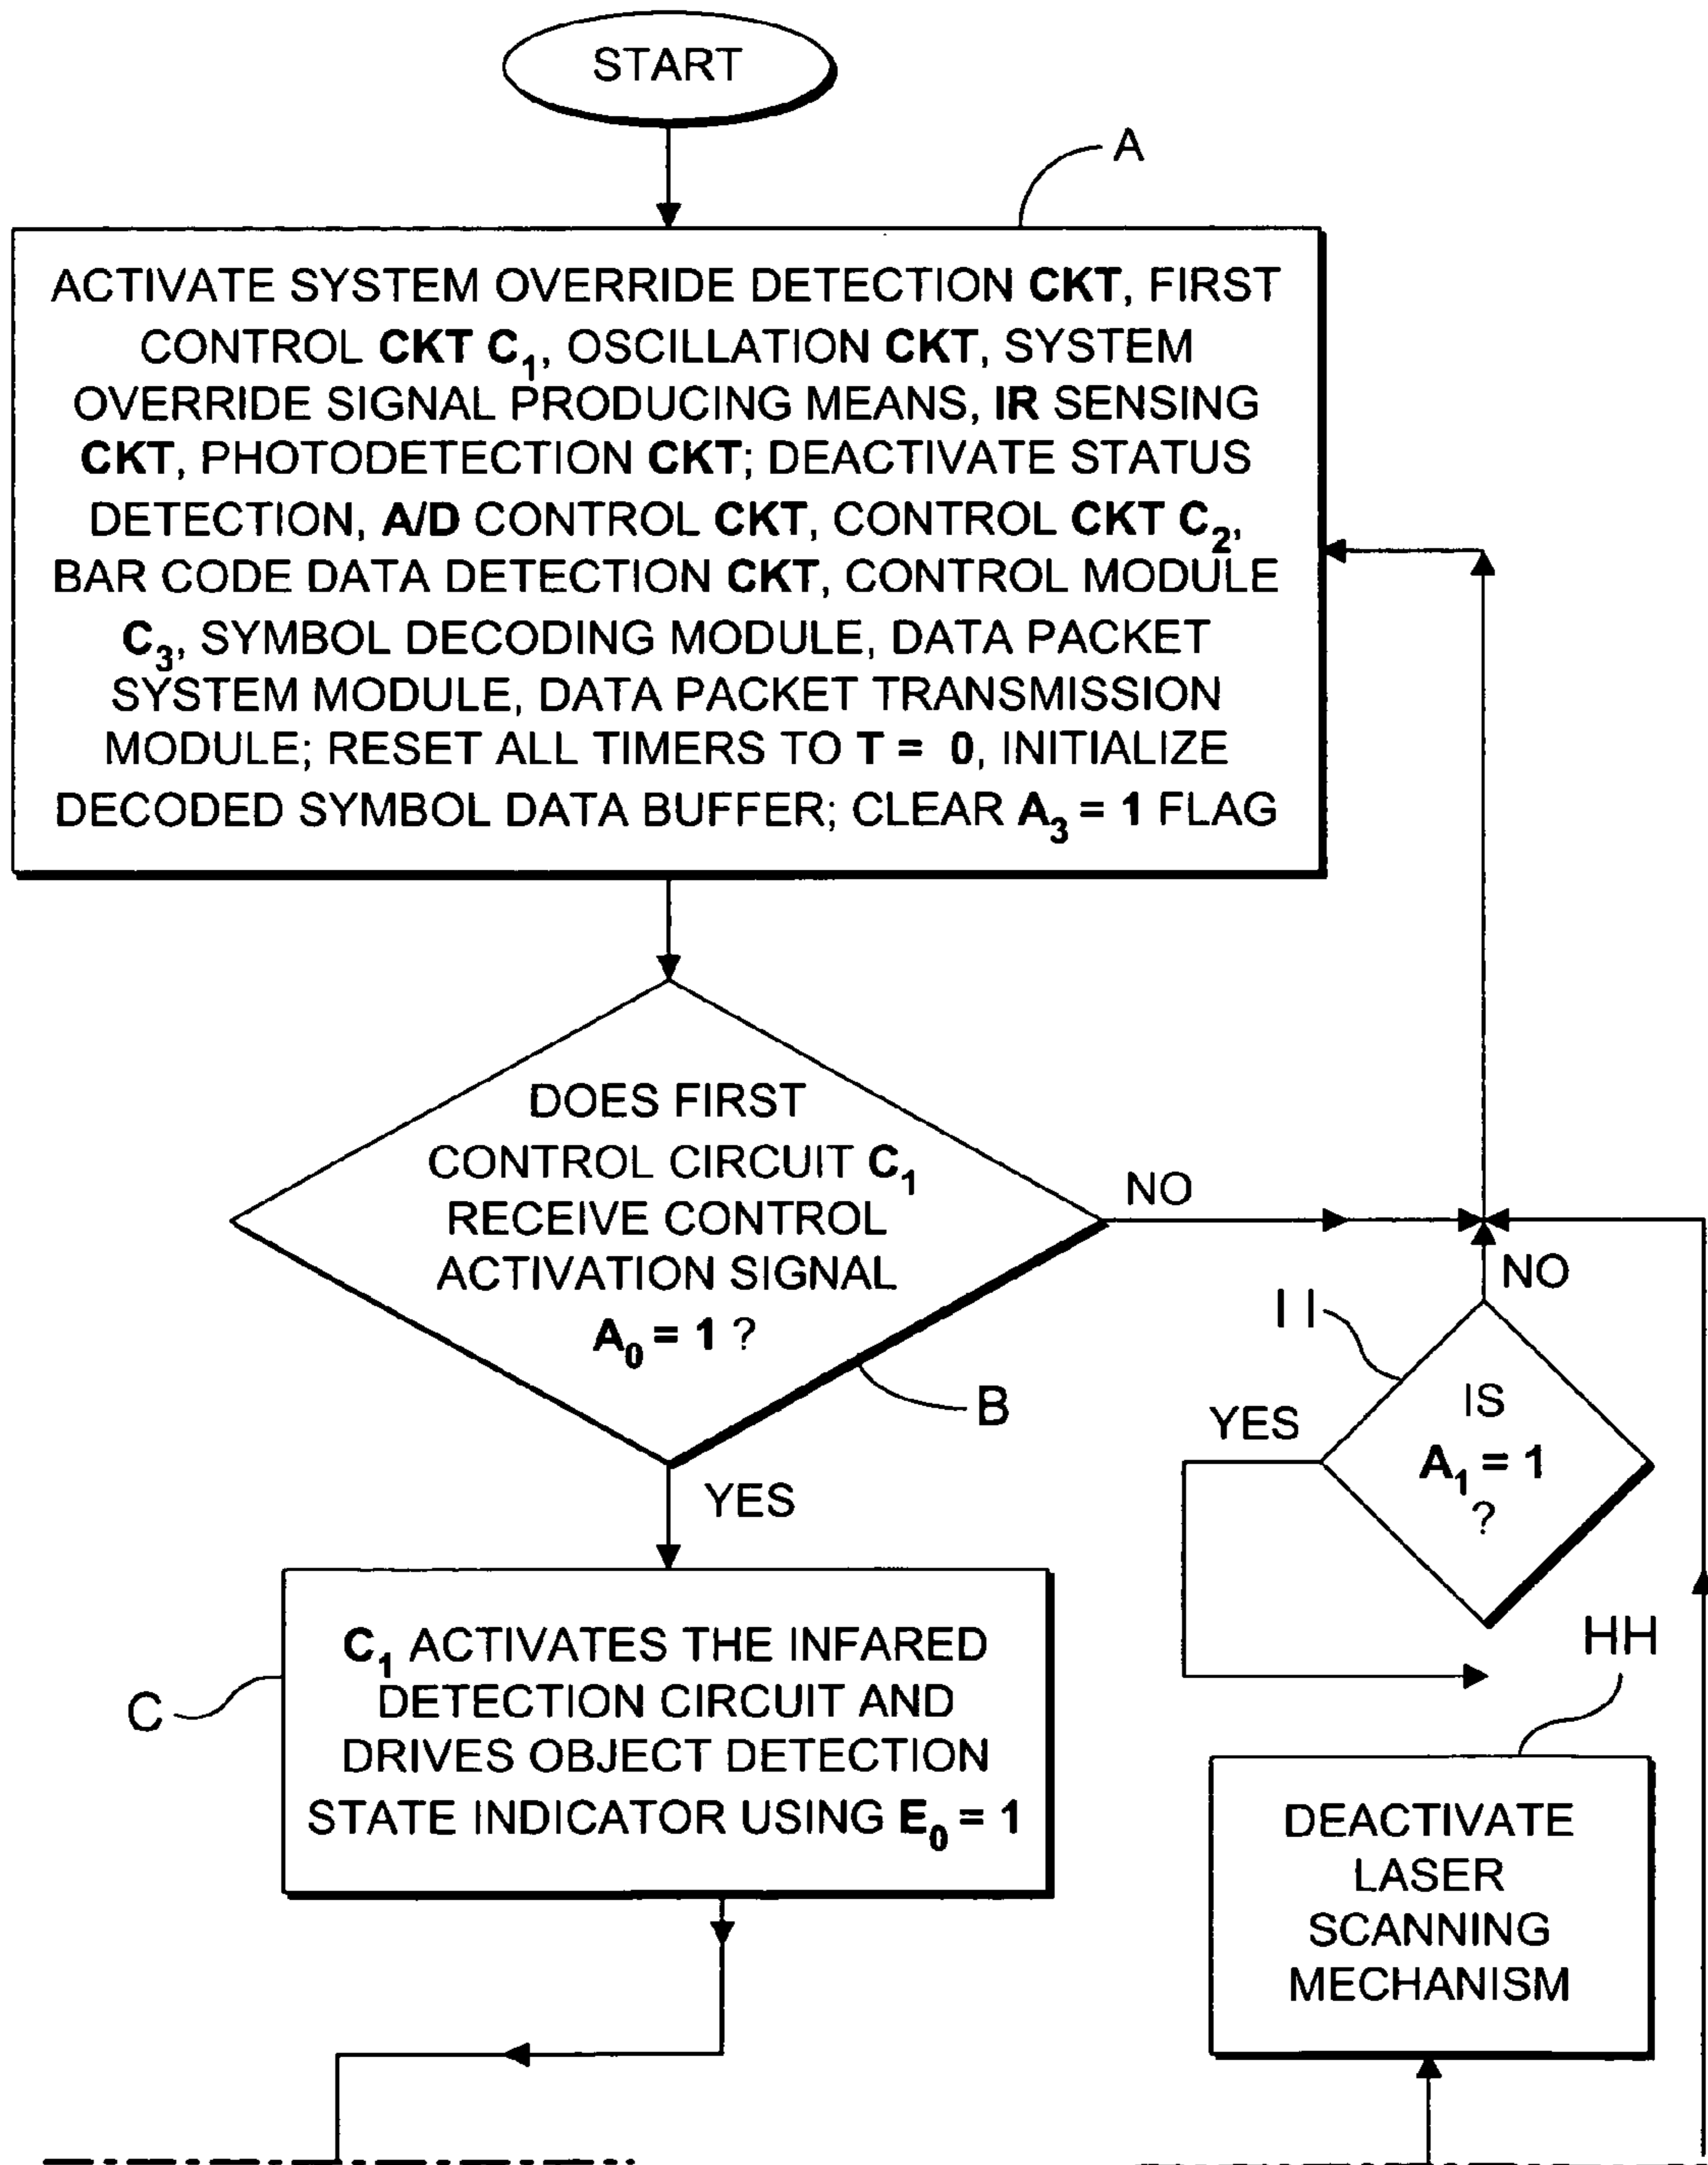 START
A
ACTIVATE SYSTEM OVERRIDE DETECTION CKT, FIRST
CONTROL CKT C₁, OSCILLATION CKT, SYSTEM
OVERRIDE SIGNAL PRODUCING MEANS, IR SENSING
CKT, PHOTODETECTION CKT; DEACTIVATE STATUS
DETECTION, A/D CONTROL CKT, CONTROL CKT C₂,
BAR CODE DATA DETECTION CKT, CONTROL MODULE
C₃, SYMBOL DECODING MODULE, DATA PACKET
SYSTEM MODULE, DATA PACKET TRANSMISSION
MODULE; RESET ALL TIMERS TO T = 0, INITIALIZE
DECODED SYMBOL DATA BUFFER; CLEAR A₃ = 1 FLAG
DOES FIRST
CONTROL CIRCUIT C₁
RECEIVE CONTROL
ACTIVATION SIGNAL
A₀ = 1 ?
NO
B
YES
NO
II
IS
A₁ = 1
?
YES
C₁ ACTIVATES THE INFARED
DETECTION CIRCUIT AND
DRIVES OBJECT DETECTION
STATE INDICATOR USING E₀ = 1
C
HH
DEACTIVATE
LASER
SCANNING
MECHANISM